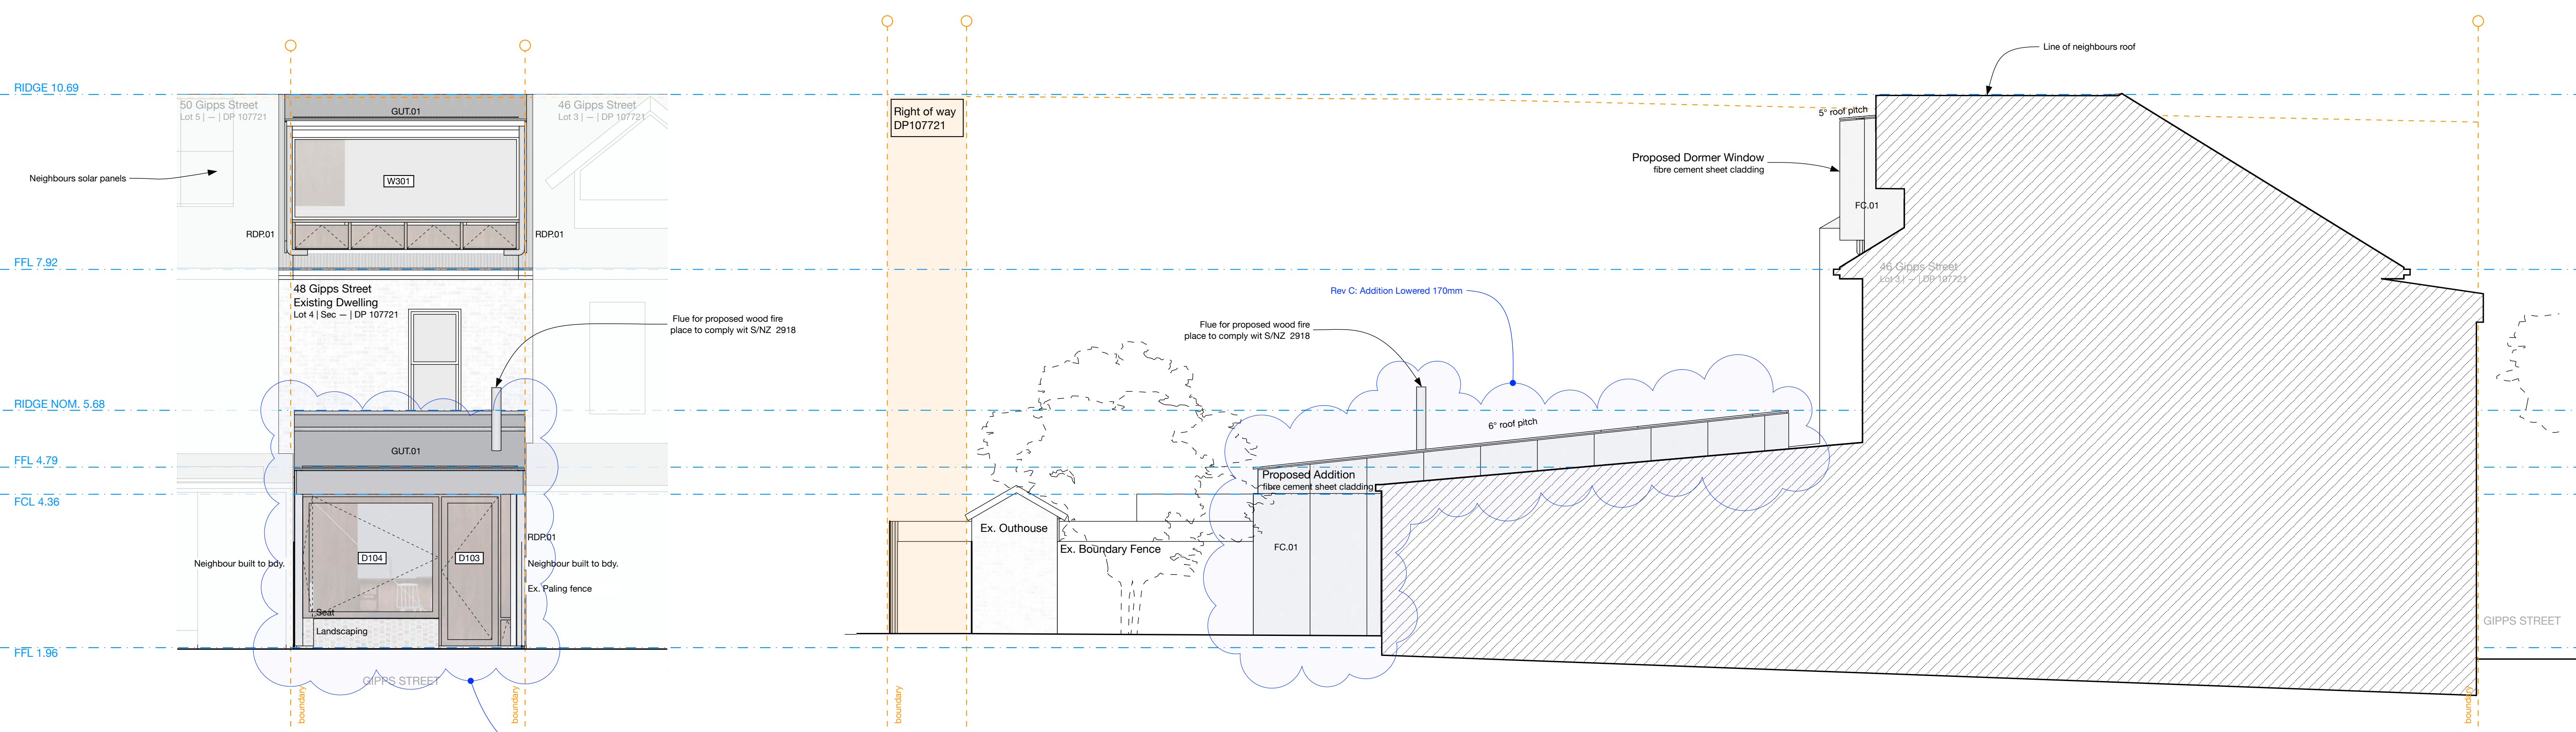 RIDGE 10.69
FFL 7.92
RIDGE NOM. 5.68
FFL 4.79
FCL 4.36
FFL 1.96
50 Gipps Street
Lot 5 | — | DP 107721
46 Gipps Street
Lot 3 | — | DP 107721
GUT.01
Neighbours solar panels
W301
RDP.01
RDP.01
48 Gipps Street
Existing Dwelling
Lot 4 | Sec — | DP 107721
Flue for proposed wood fire
place to comply wit S/NZ 2918
GUT.01
D104
D103
RDP.01
Neighbour built to bdy.
Neighbour built to bdy.
Ex. Paling fence
Seat
Landscaping
GIPPS STREET
boundary
boundary
Right of way
DP107721
Line of neighbours roof
5° roof pitch
Proposed Dormer Window
fibre cement sheet cladding
FC.01
46 Gipps Street
Lot 3 | — | DP 107721
Rev C: Addition Lowered 170mm
Flue for proposed wood fire
place to comply wit S/NZ 2918
6° roof pitch
Proposed Addition
fibre cement sheet cladding
Ex. Outhouse
Ex. Boundary Fence
FC.01
GIPPS STREET
boundary
boundary